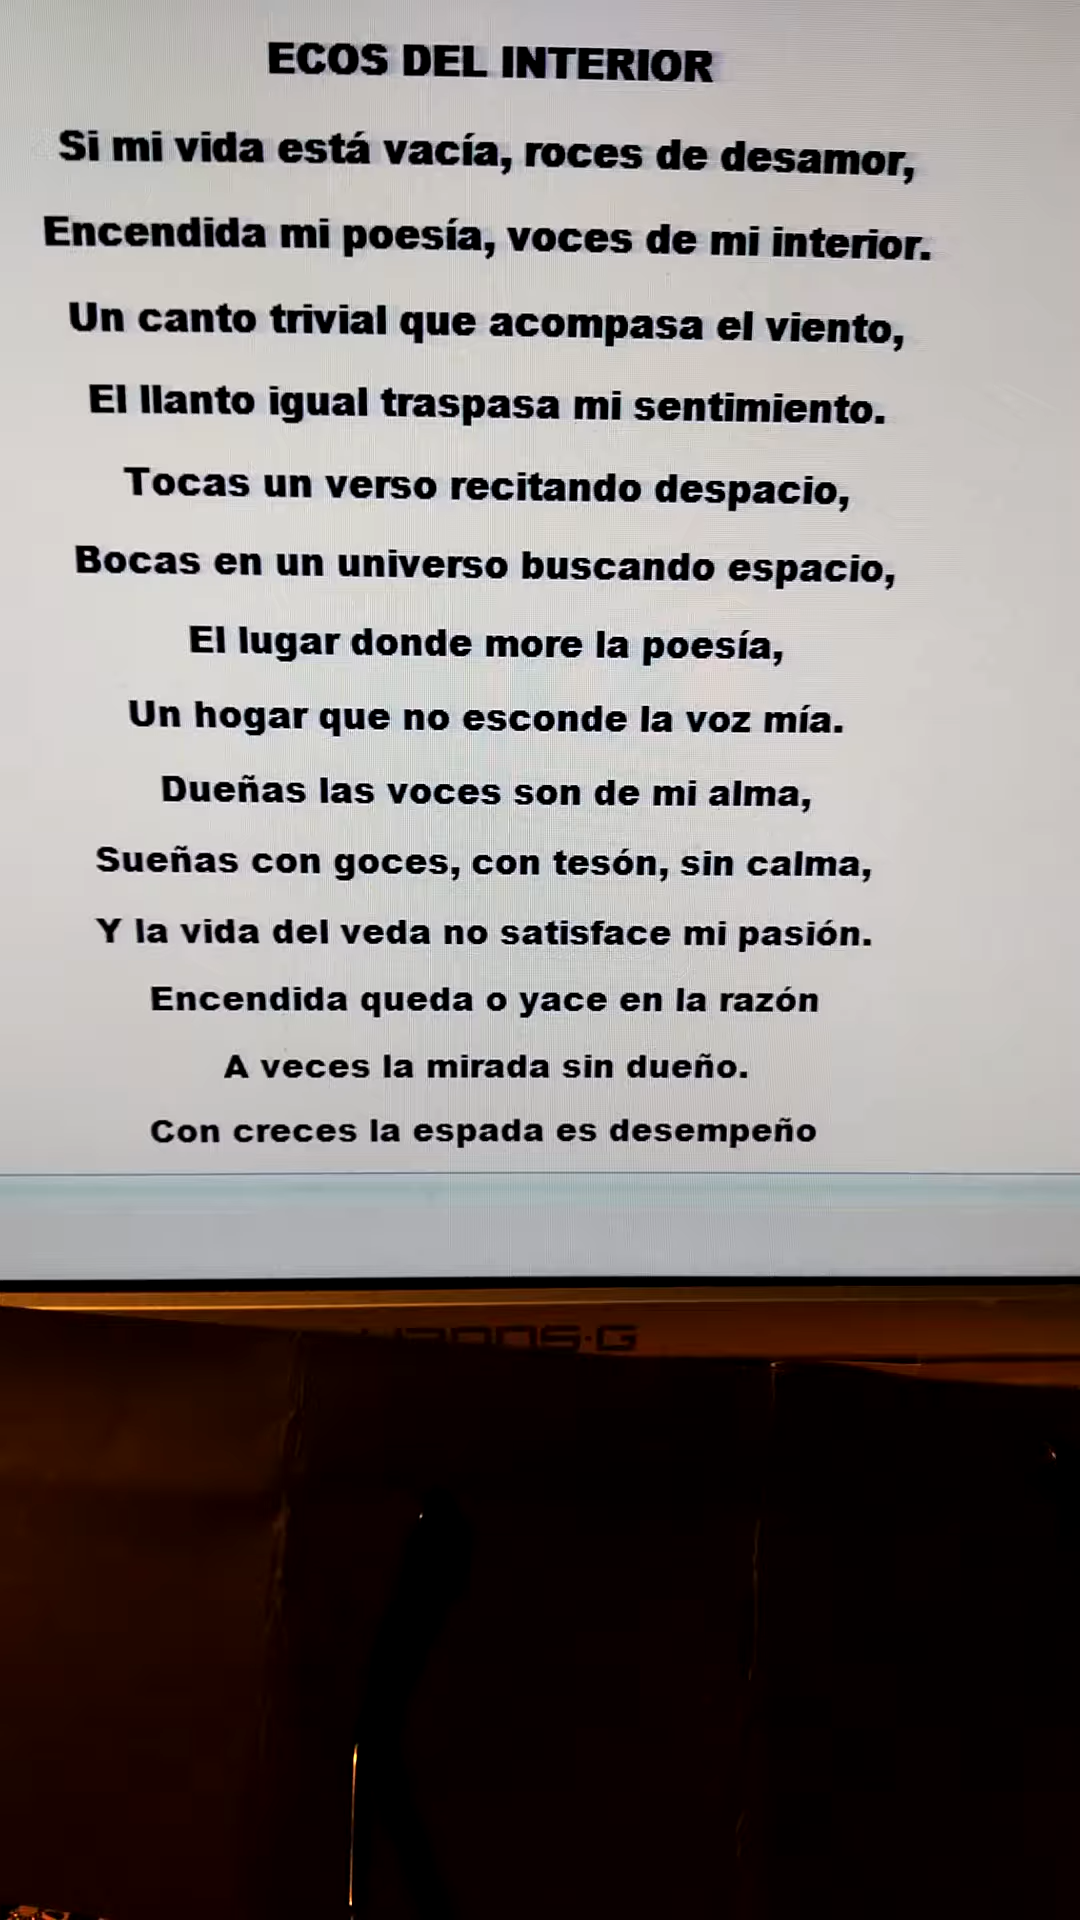 ECOS DEL INTERIOR
Si mi vida está vacía, roces de desamor,
Encendida mi poesía, voces de mi interior.
Un canto trivial que acompasa el viento,
El llanto igual traspasa mi sentimiento.
Tocas un verso recitando despacio,
Bocas en un universo buscando espacio,
El lugar donde more la poesía,
Un hogar que no esconde la voz mía.
Dueñas las voces son de mi alma,
Sueñas con goces, con tesón, sin calma,
Y la vida del veda no satisface mi pasión.
Encendida queda o yace en la razón
A veces la mirada sin dueño.
Con creces la espada es desempeño